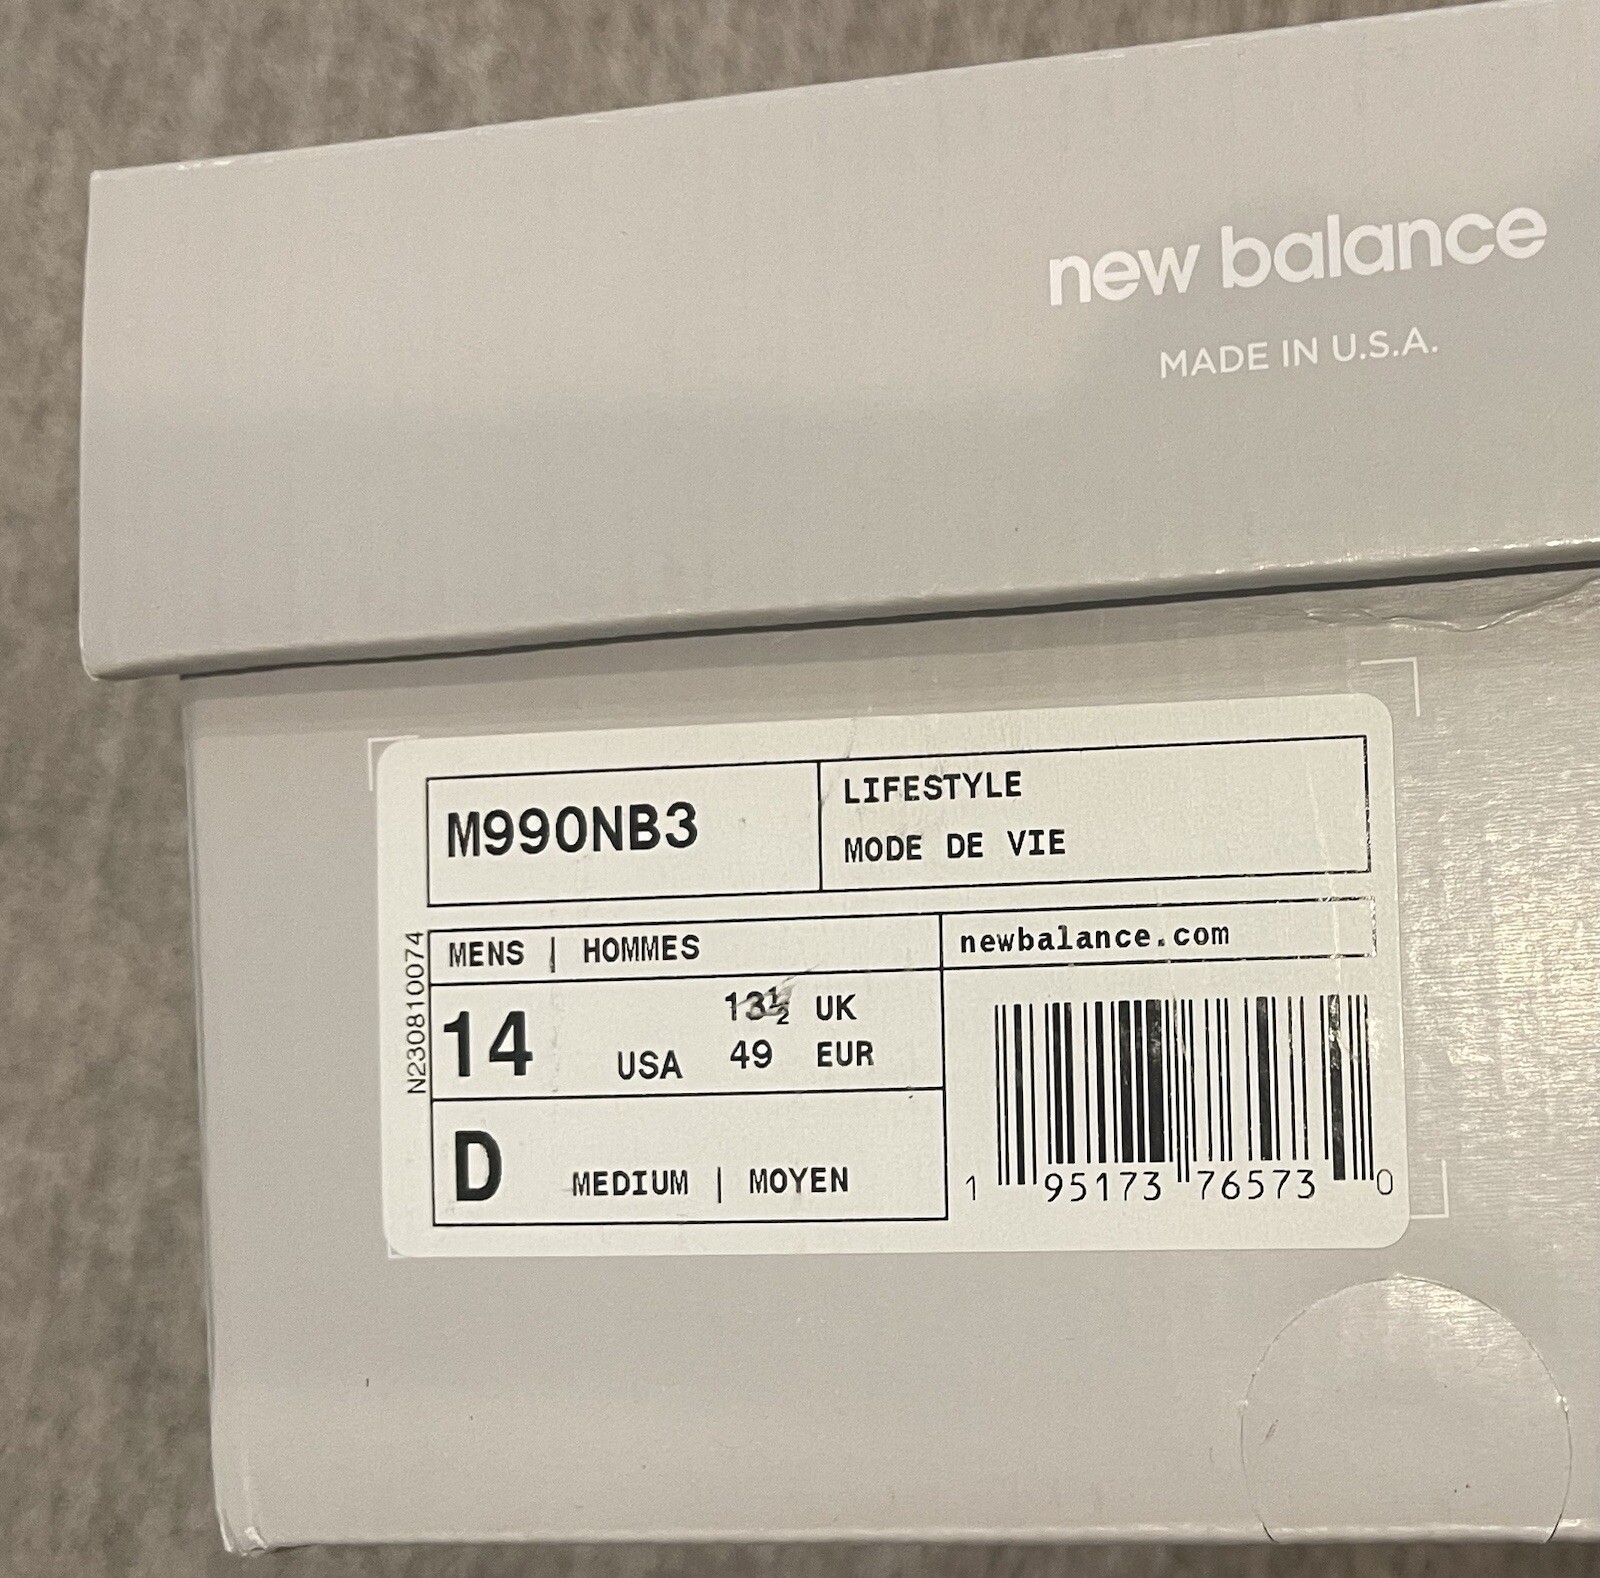 new balance
MADE IN U.S.A.
M990NB3
LIFESTYLE
MODE DE VIE
N230810074
MENS | HOMMES
newbalance.com
14 USA
13½ UK
49 EUR
D MEDIUM | MOYEN
1 95173 76573 0